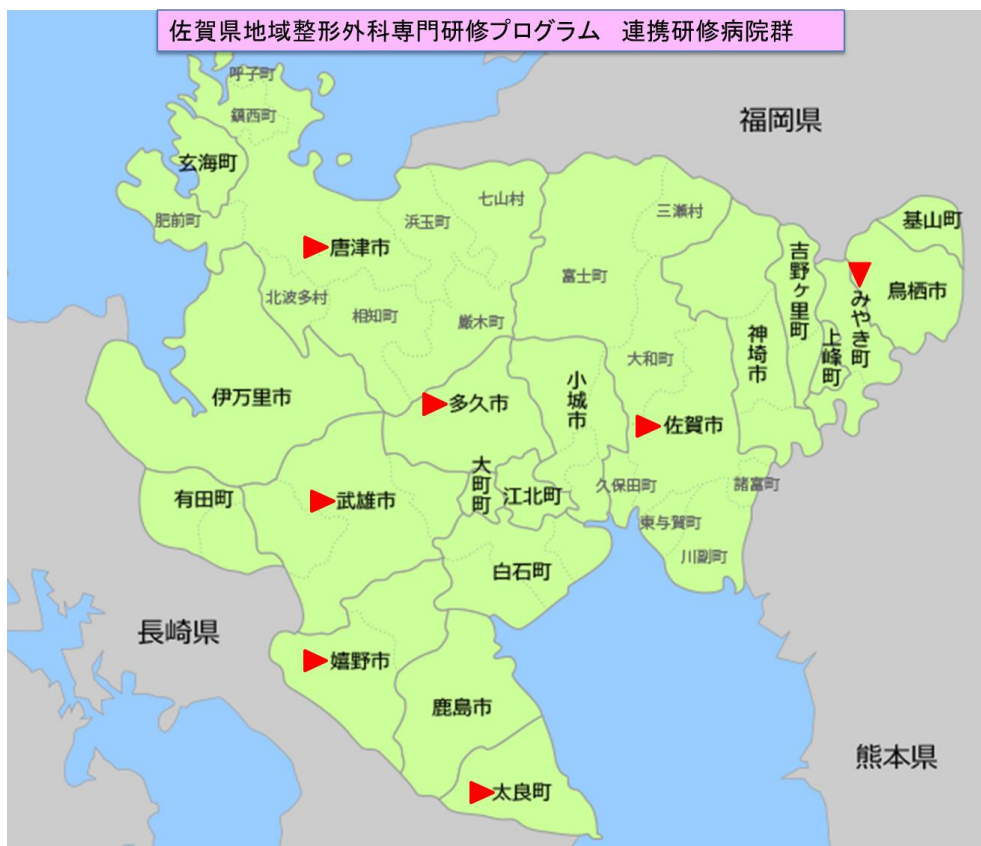 佐賀県地域整形外科専門研修プログラム　連携研修病院群
呼子町
鎮西町
福岡県
玄海町
七山村
基山町
肥前町
浜玉町
三瀬村
唐津市
吉野ヶ里町
富士町
みやき町
鳥栖市
北波多村
相知町
厳木町
神埼市
上峰町
大和町
伊万里市
多久市
小城市
佐賀市
大町町
久保田町
諸富町
有田町
武雄市
江北町
東与賀町
川副町
白石町
長崎県
嬉野市
鹿島市
熊本県
太良町